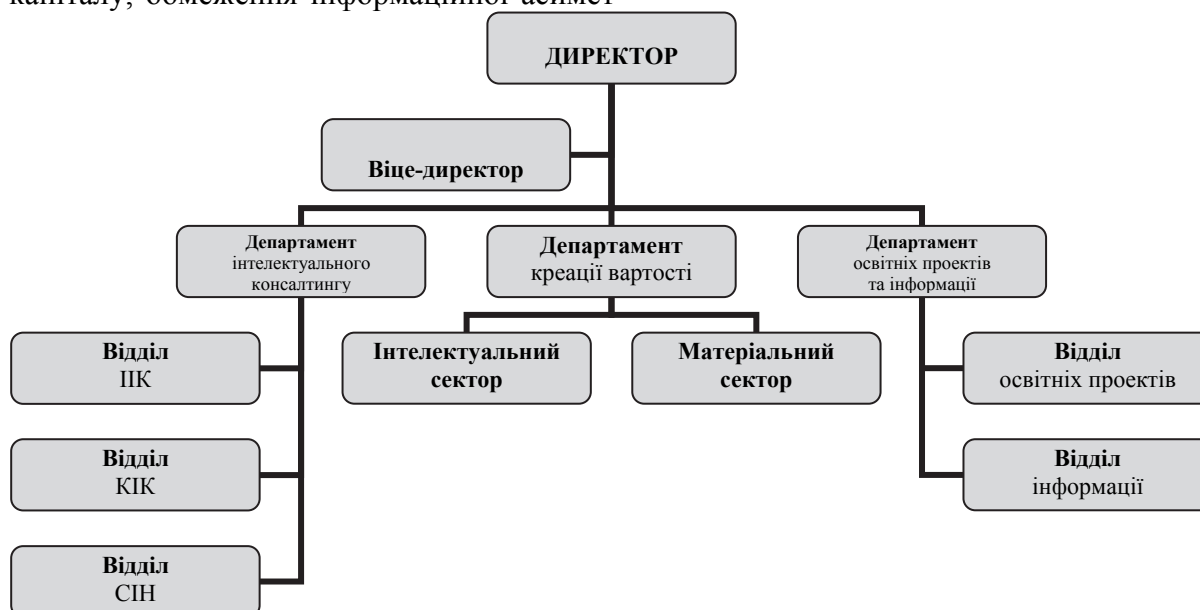 капіталу, обмеження інформаційної асимет-
ДИРЕКТОР
Віце-директор
Департамент
інтелектуального
консалтингу
Департамент
креації вартості
Департамент
освітніх проектів
та інформації
Відділ
ІІК
Інтелектуальний
сектор
Матеріальний
сектор
Відділ
освітніх проектів
Відділ
КІК
Відділ
інформації
Відділ
СІН